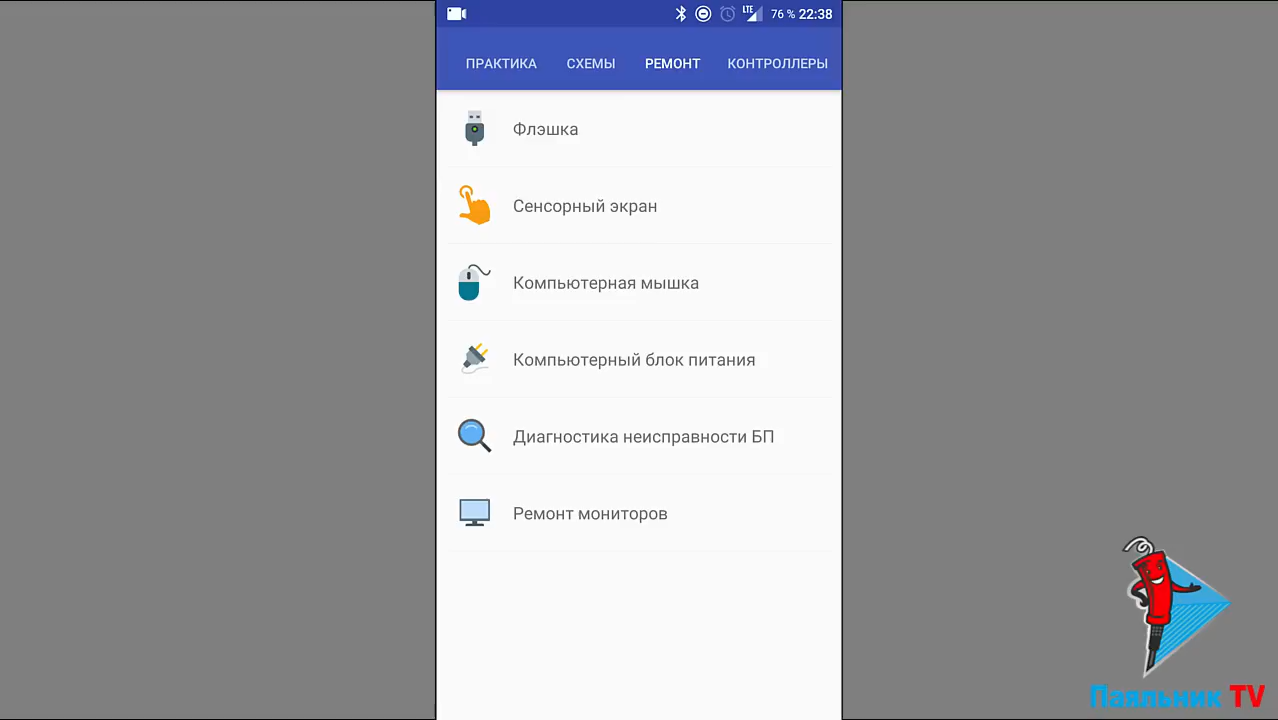 LTE 76 % 22:38
ПРАКТИКА СХЕМЫ РЕМОНТ КОНТРОЛЛЕРЫ
Флэшка
Сенсорный экран
Компьютерная мышка
Компьютерный блок питания
Диагностика неисправности БП
Ремонт мониторов
Паяльник TV